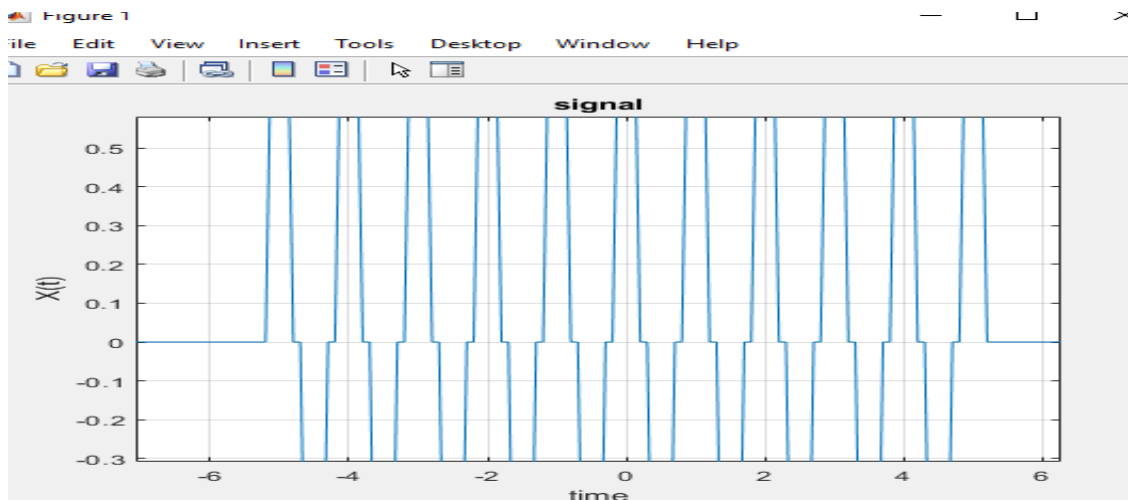 Figure 1
File Edit View Insert Tools Desktop Window Help
signal
0.5
0.4
0.3
0.2
0.1
0
-0.1
-0.2
-0.3
X(t)
-6 -4 -2 0 2 4 6
time